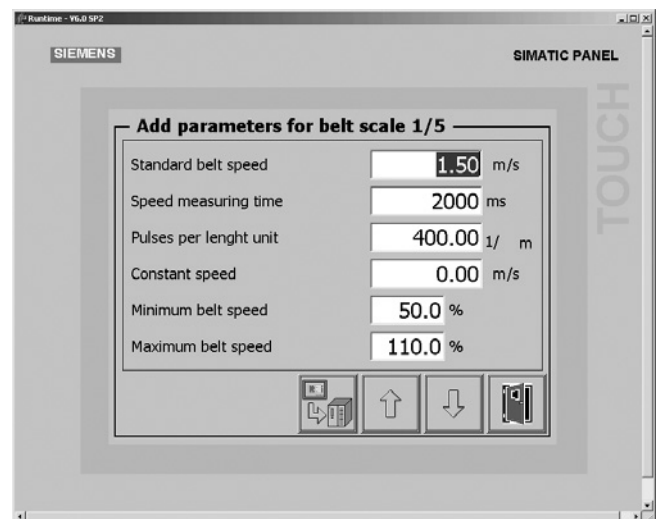 Runtime - V6.0 SP2
SIEMENS
SIMATIC PANEL
TOUCH
Add parameters for belt scale 1/5
Standard belt speed 1.50 m/s
Speed measuring time 2000 ms
Pulses per lenght unit 400.00 1/ m
Constant speed 0.00 m/s
Minimum belt speed 50.0 %
Maximum belt speed 110.0 %